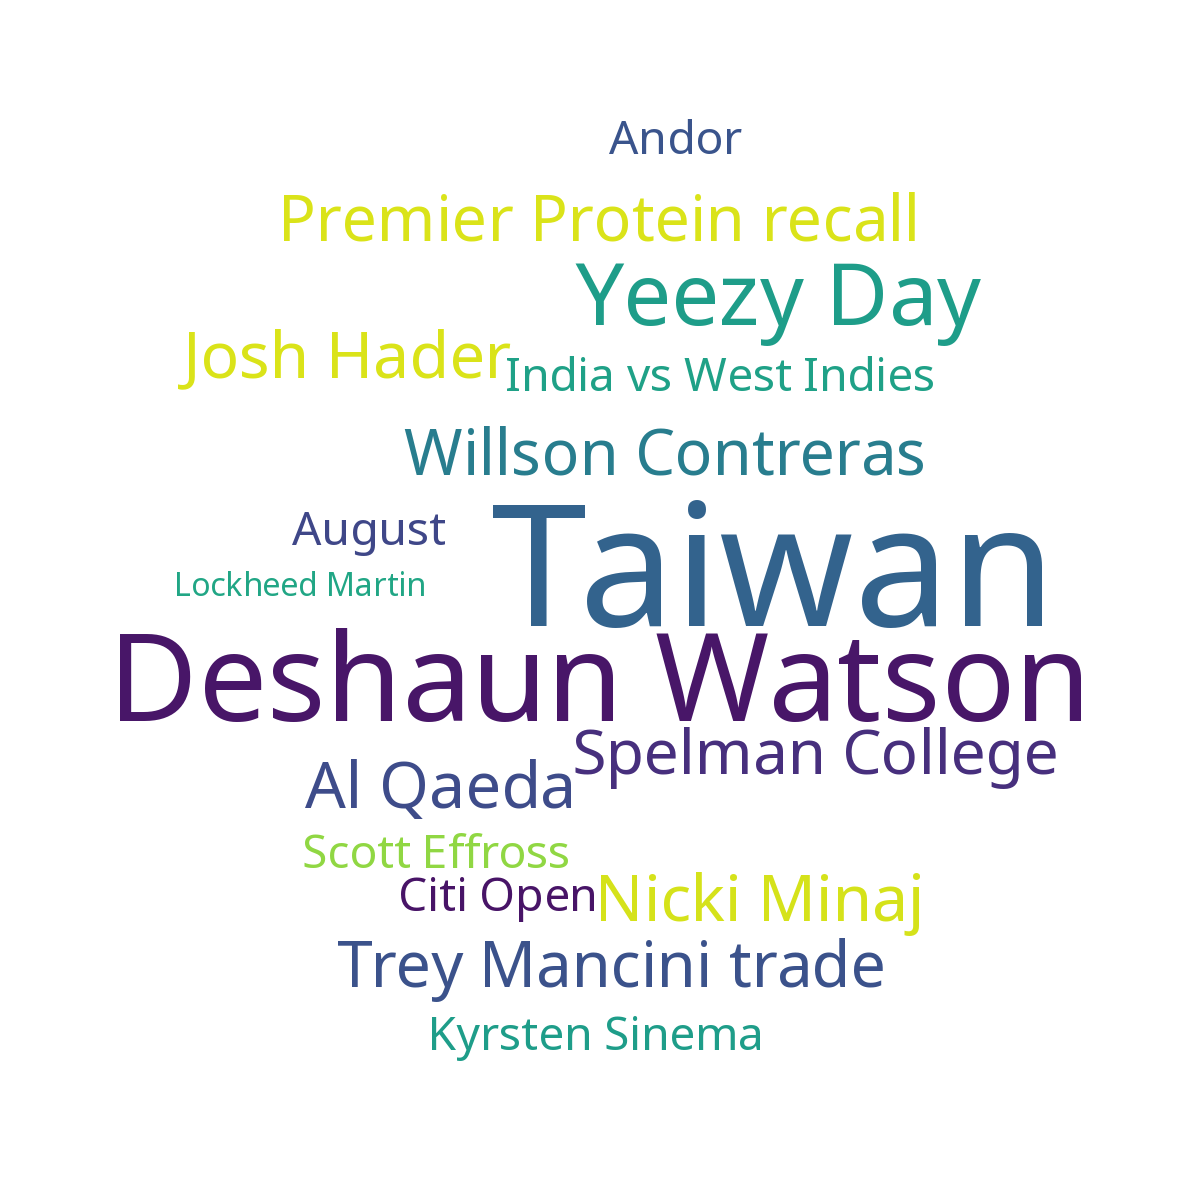 Andor
Premier Protein recall
Yeezy Day
Josh Hader
India vs West Indies
Willson Contreras
August
Taiwan
Lockheed Martin
Deshaun Watson
Spelman College
Al Qaeda
Scott Effross
Citi Open
Nicki Minaj
Trey Mancini trade
Kyrsten Sinema